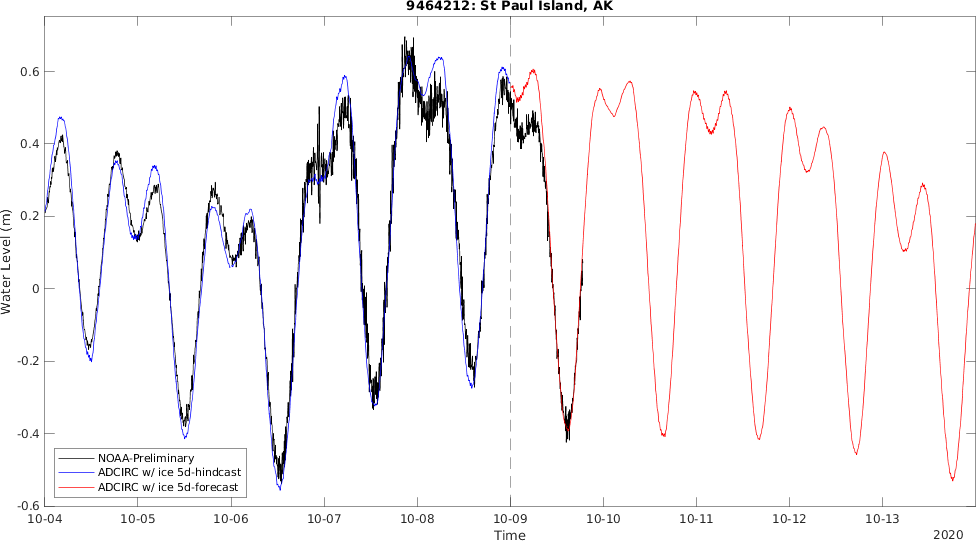 9464212: St Paul Island, AK
Water Level (m)
0.6
0.4
0.2
0
-0.2
-0.4
-0.6
NOAA-Preliminary
ADCIRC w/ ice 5d-hindcast
ADCIRC w/ ice 5d-forecast
10-04 10-05 10-06 10-07 10-08 10-09 10-10 10-11 10-12 10-13
Time
2020